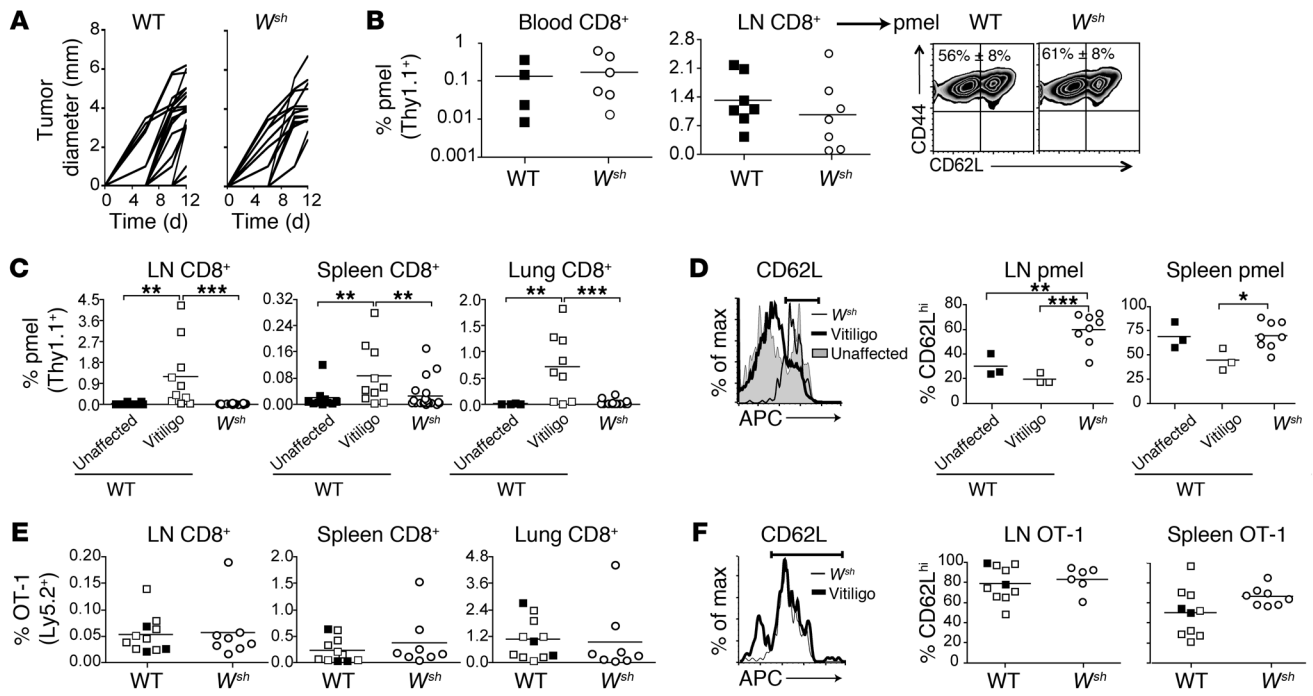 A
WT
Wsh
Tumor
diameter (mm)
8
6
4
2
0
0 4 8 12
0 4 8 12
Time (d)
Time (d)
B
Blood CD8+
LN CD8+
pmel
WT
Wsh
% pmel
(Thy1.1+)
1
0.1
0.01
0.001
WT
Wsh
2.8
2.1
1.4
0.7
0.0
WT
Wsh
56% ± 8%
61% ± 8%
CD44
CD62L
C
LN CD8+
Spleen CD8+
Lung CD8+
** ***
** **
** ***
% pmel
(Thy1.1+)
4.5
3.6
2.7
1.8
0.9
0.0
0.32
0.24
0.16
0.08
0.00
2.0
1.5
1.0
0.5
0.0
Unaffected
Vitiligo
Wsh
WT
Unaffected
Vitiligo
Wsh
WT
Unaffected
Vitiligo
Wsh
WT
D
CD62L
Wsh
Vitiligo
Unaffected
% of max
APC
LN pmel
Spleen pmel
**
***
*
% CD62Lhi
80
60
40
20
0
100
75
50
25
0
Unaffected
Vitiligo
Wsh
WT
Unaffected
Vitiligo
Wsh
WT
E
LN CD8+
Spleen CD8+
Lung CD8+
% OT-1
(Ly5.2+)
0.20
0.15
0.10
0.05
0.00
2.0
1.5
1.0
0.5
0.0
4.8
3.6
2.4
1.2
0.0
WT
Wsh
WT
Wsh
WT
Wsh
F
CD62L
Wsh
Vitiligo
% of max
APC
LN OT-1
Spleen OT-1
% CD62Lhi
100
80
60
40
20
0
WT
Wsh
WT
Wsh